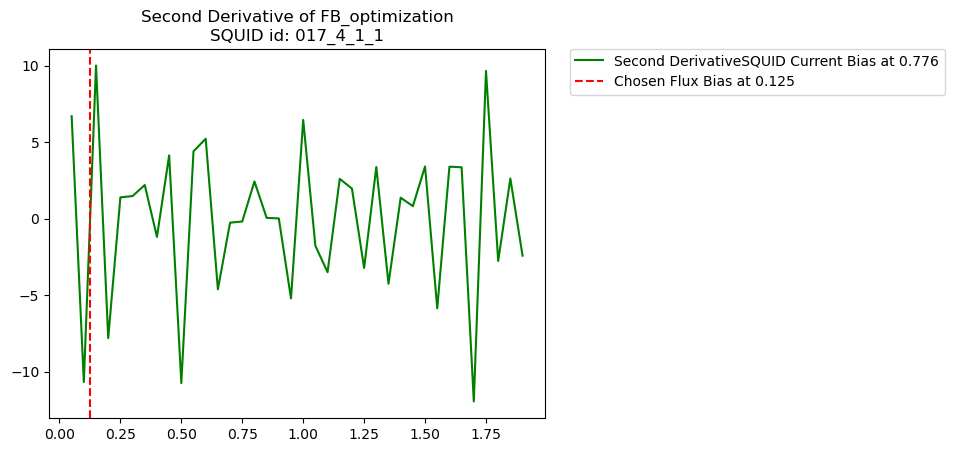 Second Derivative of FB_optimization
SQUID id: 017_4_1_1
Second DerivativeSQUID Current Bias at 0.776
Chosen Flux Bias at 0.125
10
5
0
−5
−10
0.00 0.25 0.50 0.75 1.00 1.25 1.50 1.75